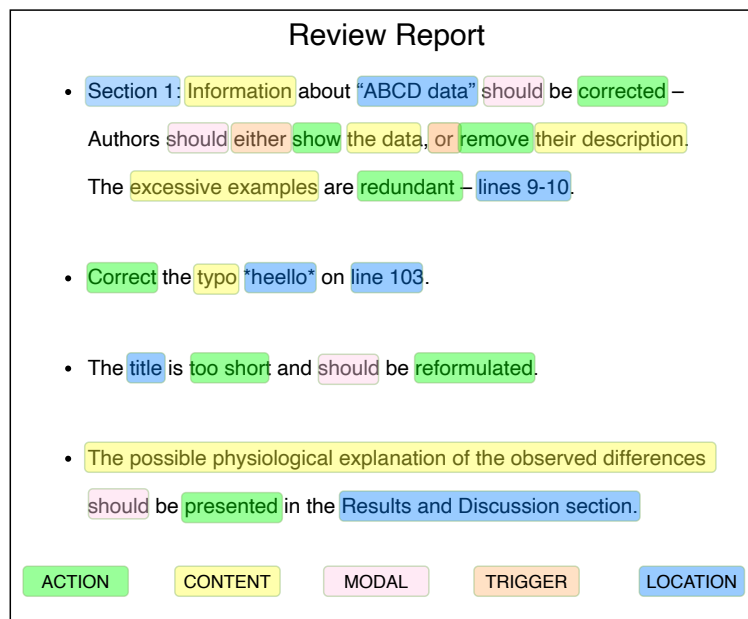 Review Report
• Section 1: Information about “ABCD data” should be corrected –
Authors should either show the data, or remove their description.
The excessive examples are redundant – lines 9-10.
• Correct the typo *heello* on line 103.
• The title is too short and should be reformulated.
• The possible physiological explanation of the observed differences
should be presented in the Results and Discussion section.
ACTION CONTENT MODAL TRIGGER LOCATION